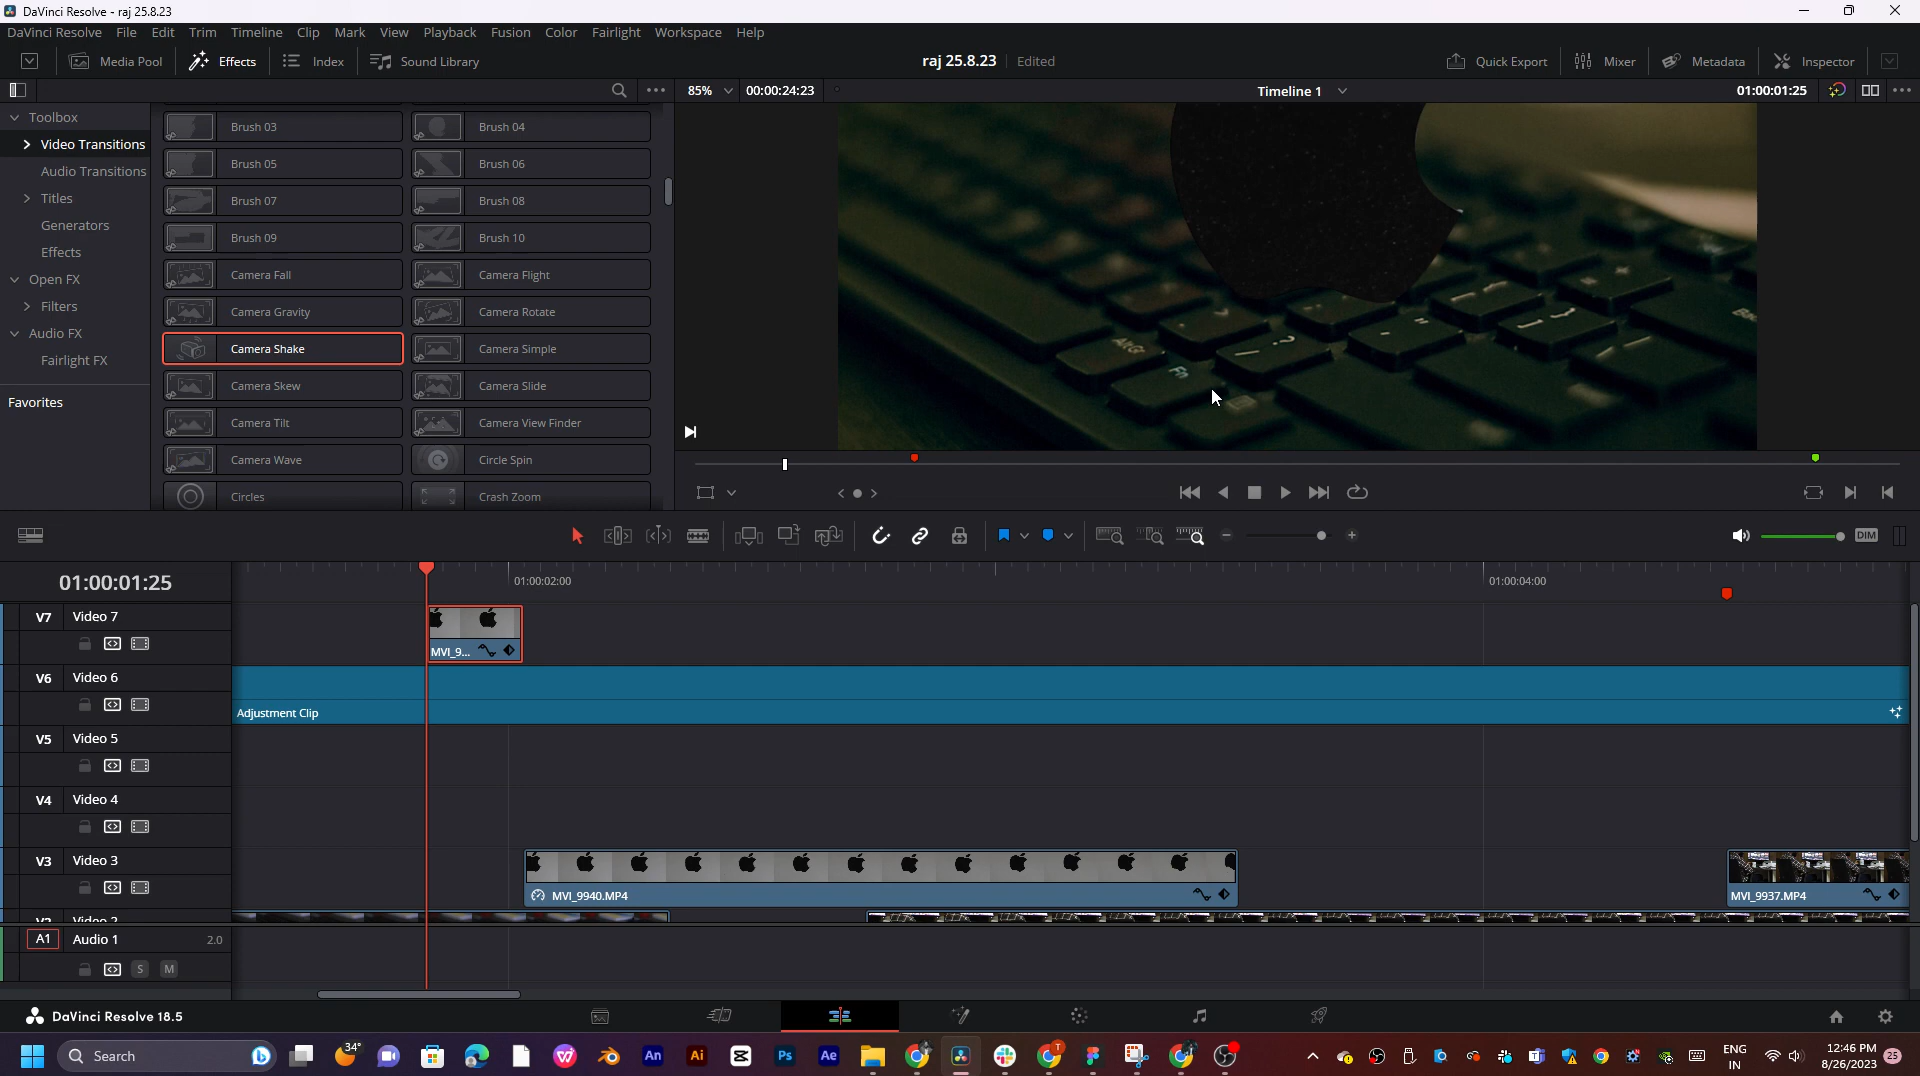 DaVinci Resolve - raj 25.8.23
DaVinci Resolve File Edit Trim Timeline Clip Mark View Playback Fusion Color Fairlight Workspace Help
Media Pool Effects Index Sound Library raj 25.8.23 Edited Quick Export Mixer Metadata Inspector
85% 00:00:24:23 Timeline 1 01:00:01:25
Toolbox
Video Transitions
Audio Transitions
Titles
Generators
Effects
Open FX
Filters
Audio FX
Fairlight FX
Favorites
Brush 03 Brush 04
Brush 05 Brush 06
Brush 07 Brush 08
Brush 09 Brush 10
Camera Fall Camera Flight
Camera Gravity Camera Rotate
Camera Shake Camera Simple
Camera Skew Camera Slide
Camera Tilt Camera View Finder
Camera Wave Circle Spin
Circles Crash Zoom
AltGr
Fn
DIM
01:00:01:25 01:00:02:00 01:00:04:00
V7 Video 7
MVI_9...
V6 Video 6
Adjustment Clip
V5 Video 5
V4 Video 4
V3 Video 3
MVI_9940.MP4 MVI_9937.MP4
V2 Video 2
A1 Audio 1 2.0
S M
DaVinci Resolve 18.5
Search 34° An Ai Ps Ae T ENG IN 12:46 PM 8/26/2023 25